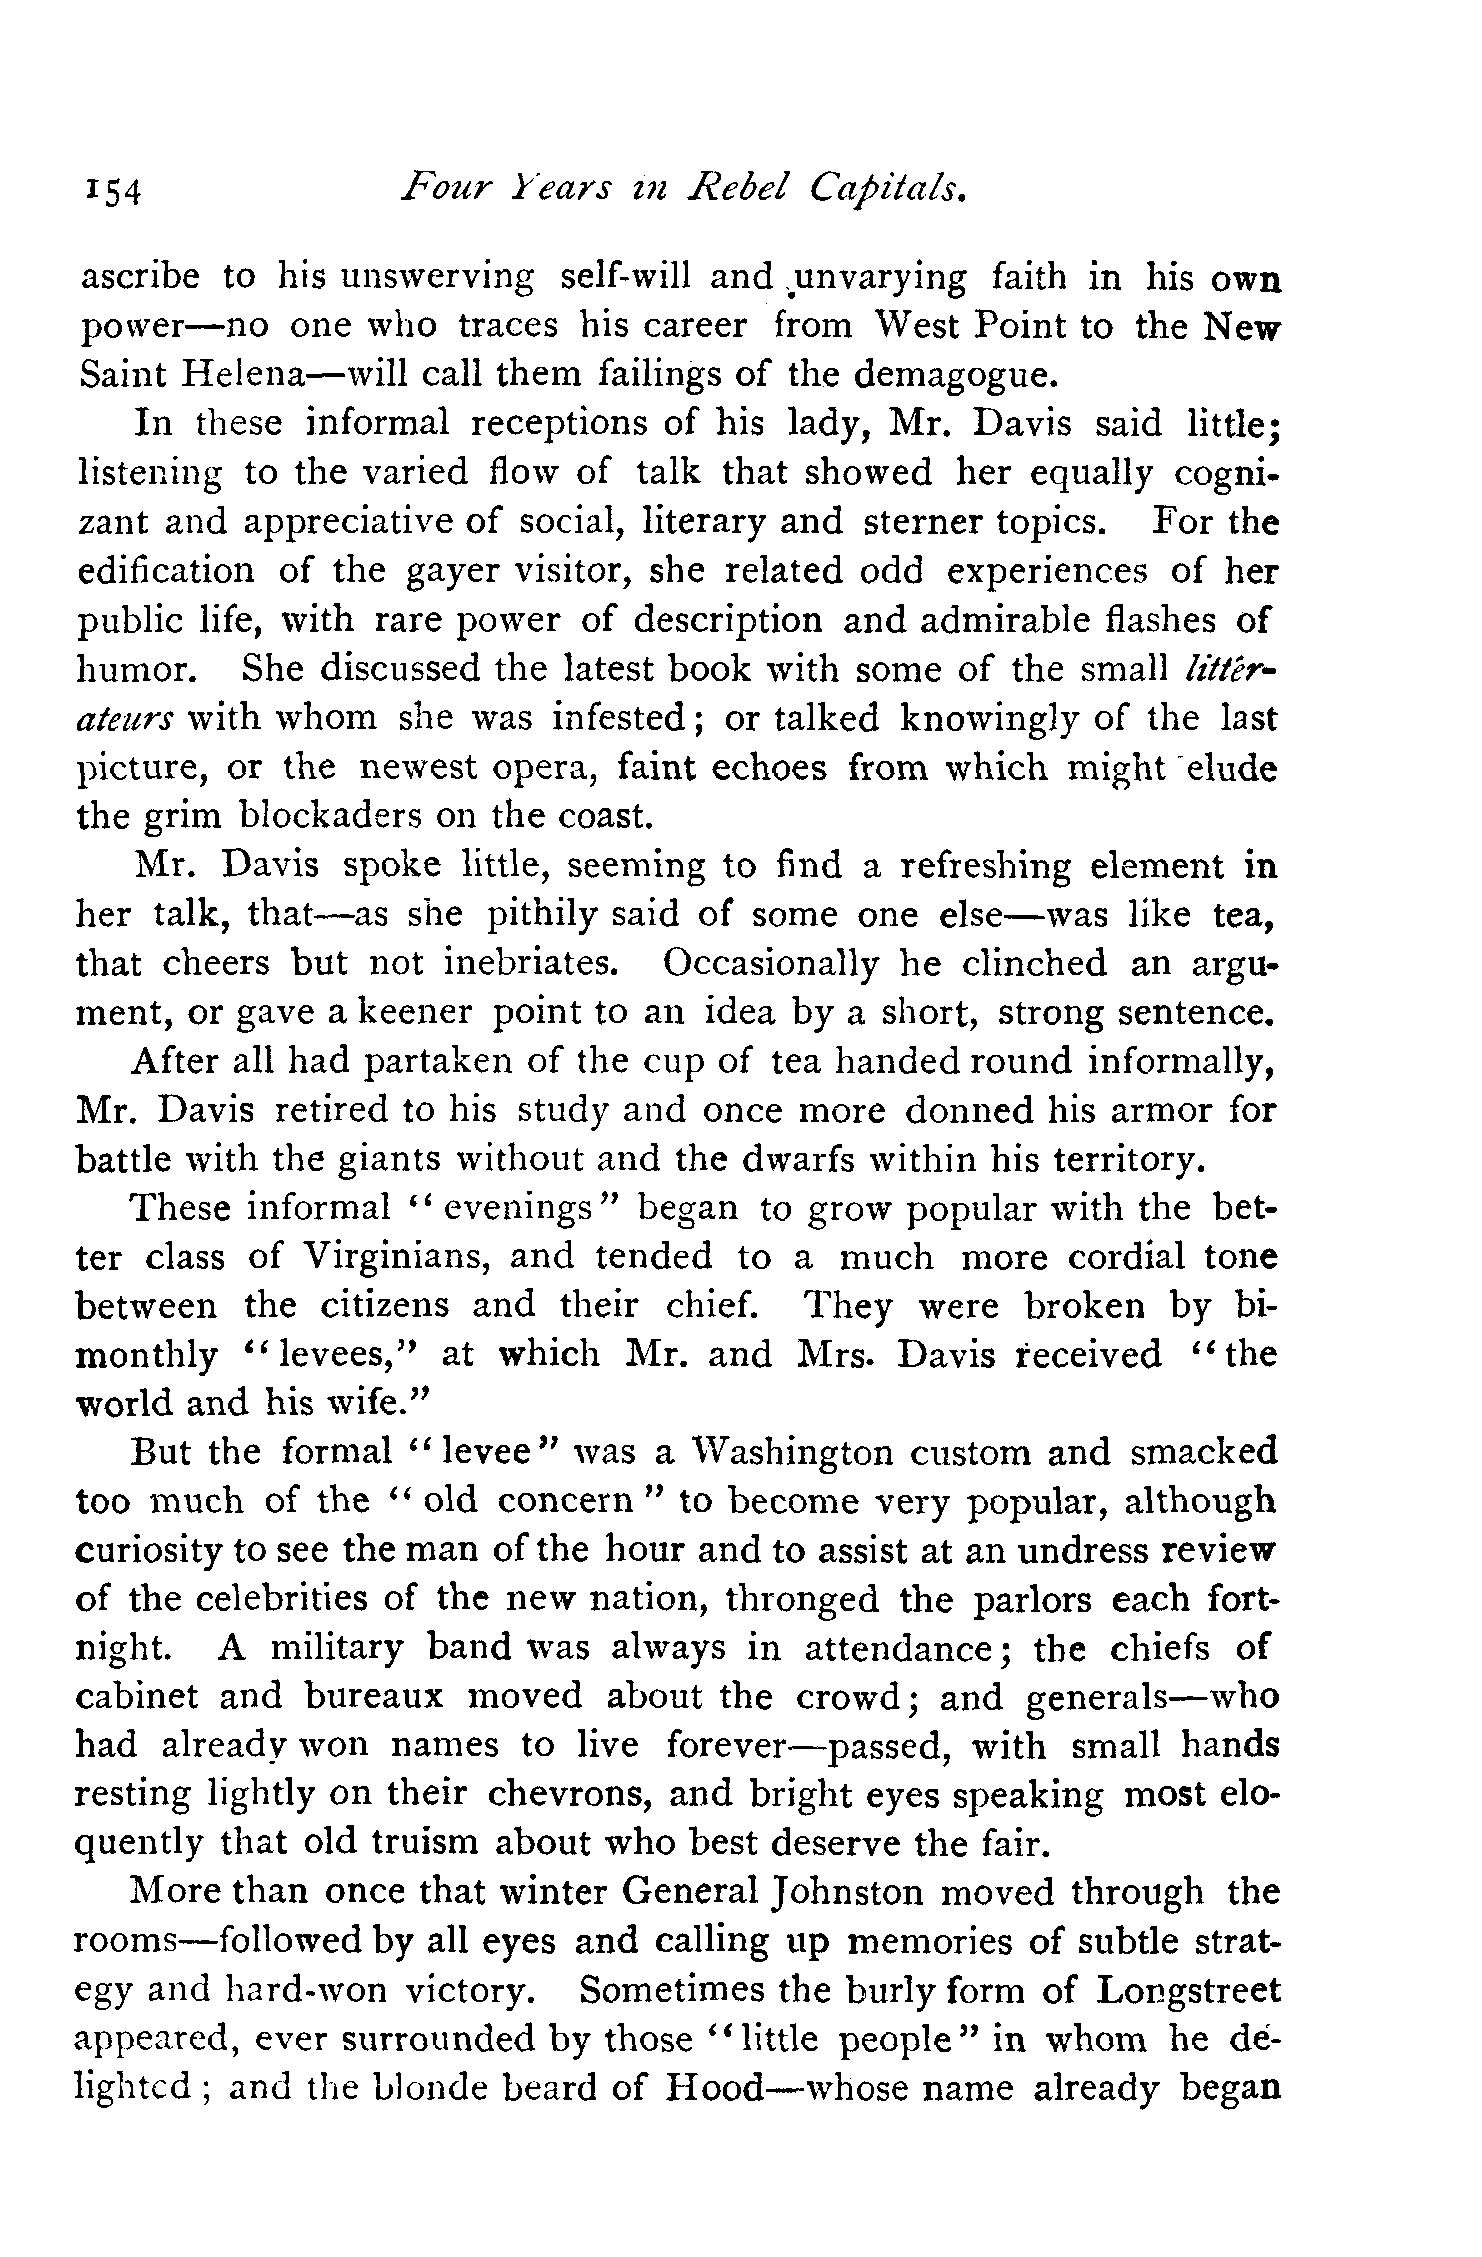 154 Four Years in Rebel Capitals.
ascribe to his unswerving self-will and unvarying faith in his own
power—no one who traces his career from West Point to the New
Saint Helena—will call them failings of the demagogue.
In these informal receptions of his lady, Mr. Davis said little;
listening to the varied flow of talk that showed her equally cogni-
zant and appreciative of social, literary and sterner topics. For the
edification of the gayer visitor, she related odd experiences of her
public life, with rare power of description and admirable flashes of
humor. She discussed the latest book with some of the small littèr-
ateurs with whom she was infested; or talked knowingly of the last
picture, or the newest opera, faint echoes from which might elude
the grim blockaders on the coast.
Mr. Davis spoke little, seeming to find a refreshing element in
her talk, that—as she pithily said of some one else—was like tea,
that cheers but not inebriates. Occasionally he clinched an argu-
ment, or gave a keener point to an idea by a short, strong sentence.
After all had partaken of the cup of tea handed round informally,
Mr. Davis retired to his study and once more donned his armor for
battle with the giants without and the dwarfs within his territory.
These informal "evenings" began to grow popular with the bet-
ter class of Virginians, and tended to a much more cordial tone
between the citizens and their chief. They were broken by bi-
monthly "levees," at which Mr. and Mrs. Davis received "the
world and his wife."
But the formal "levee" was a Washington custom and smacked
too much of the "old concern" to become very popular, although
curiosity to see the man of the hour and to assist at an undress review
of the celebrities of the new nation, thronged the parlors each fort-
night. A military band was always in attendance; the chiefs of
cabinet and bureaux moved about the crowd; and generals—who
had already won names to live forever—passed, with small hands
resting lightly on their chevrons, and bright eyes speaking most elo-
quently that old truism about who best deserve the fair.
More than once that winter General Johnston moved through the
rooms—followed by all eyes and calling up memories of subtle strat-
egy and hard-won victory. Sometimes the burly form of Longstreet
appeared, ever surrounded by those "little people" in whom he de-
lighted; and the blonde beard of Hood—whose name already began